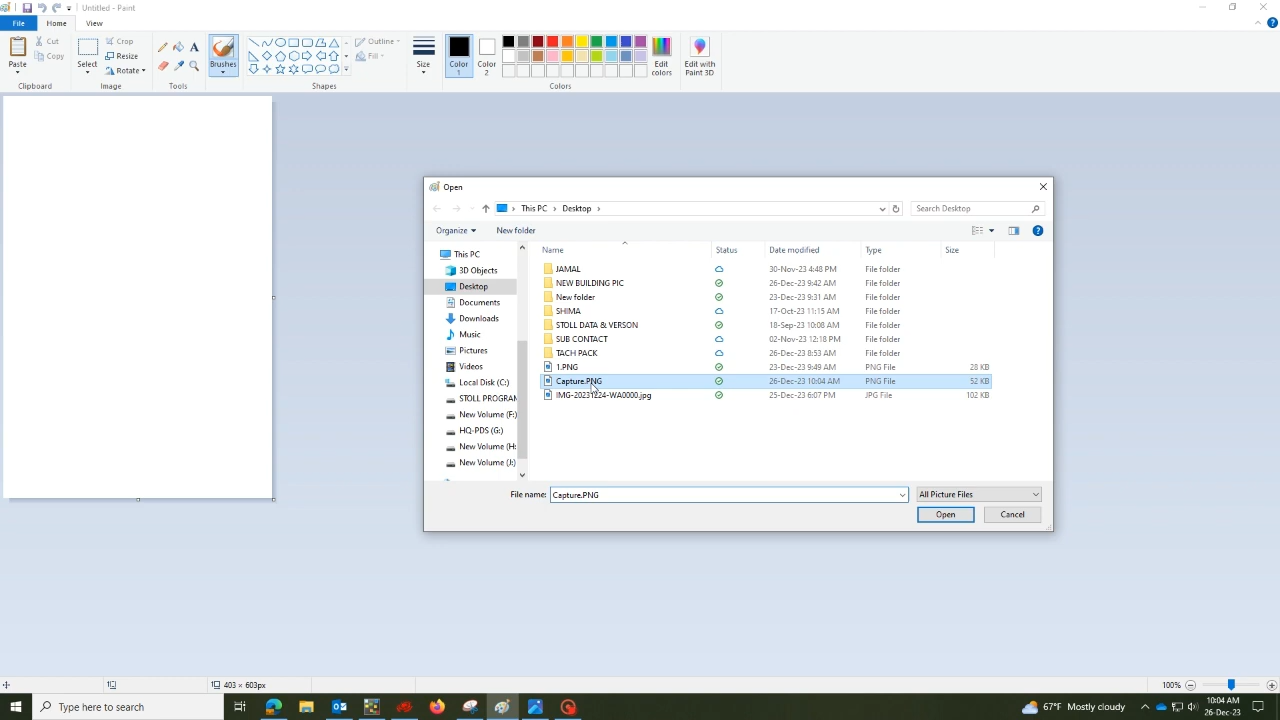 Untitled - Paint
File
Home
View
Paste
Cut
Copy
Clipboard
Select
Crop
Resize
Rotate
Image
A
Tools
Brushes
Shapes
Outline
Fill
Size
Color 1
Color 2
Colors
Edit colors
Edit with Paint 3D
Open
This PC > Desktop >
Search Desktop
Organize
New folder
Name Status Date modified Type Size
This PC
3D Objects
Desktop
Documents
Downloads
Music
Pictures
Videos
Local Disk (C:)
STOLL PROGRAM
New Volume (F:)
HQ-PDS (G:)
New Volume (H:
New Volume (J:)
JAMAL 30-Nov-23 4:48 PM File folder
NEW BUILDING PIC 26-Dec-23 9:42 AM File folder
New folder 23-Dec-23 9:31 AM File folder
SHIMA 17-Oct-23 11:15 AM File folder
STOLL DATA & VERSON 18-Sep-23 10:08 AM File folder
SUB CONTACT 02-Nov-23 12:18 PM File folder
TACH PACK 26-Dec-23 8:53 AM File folder
1.PNG 23-Dec-23 9:49 AM PNG File 28 KB
Capture.PNG 26-Dec-23 10:04 AM PNG File 52 KB
IMG-20231224-WA0000.jpg 25-Dec-23 6:07 PM JPG File 102 KB
File name: Capture.PNG
All Picture Files
Open
Cancel
403 × 603px
100%
Type here to search
67°F Mostly cloudy
10:04 AM
26-Dec-23